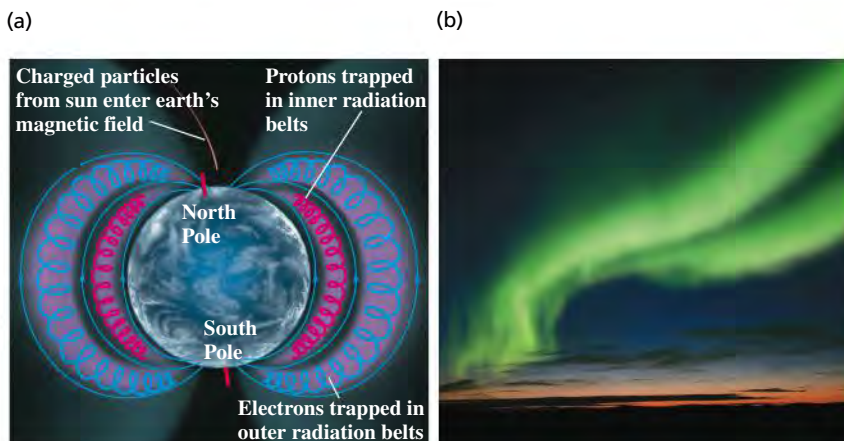 (a)
(b)
Charged particles
from sun enter earth's
magnetic field
Protons trapped
in inner radiation
belts
North
Pole
South
Pole
Electrons trapped in
outer radiation belts